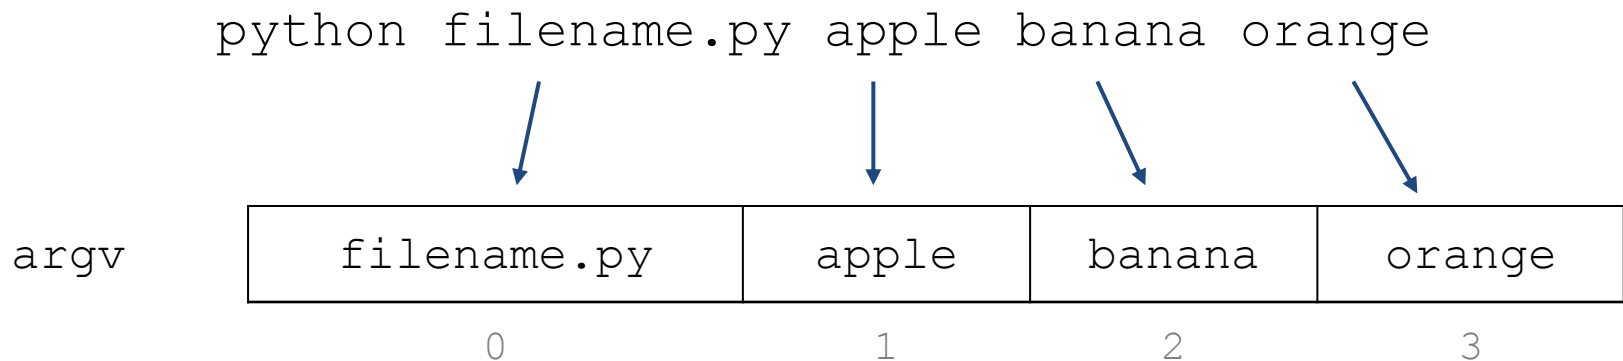 python filename.py apple banana orange
argv filename.py apple banana orange
0 1 2 3